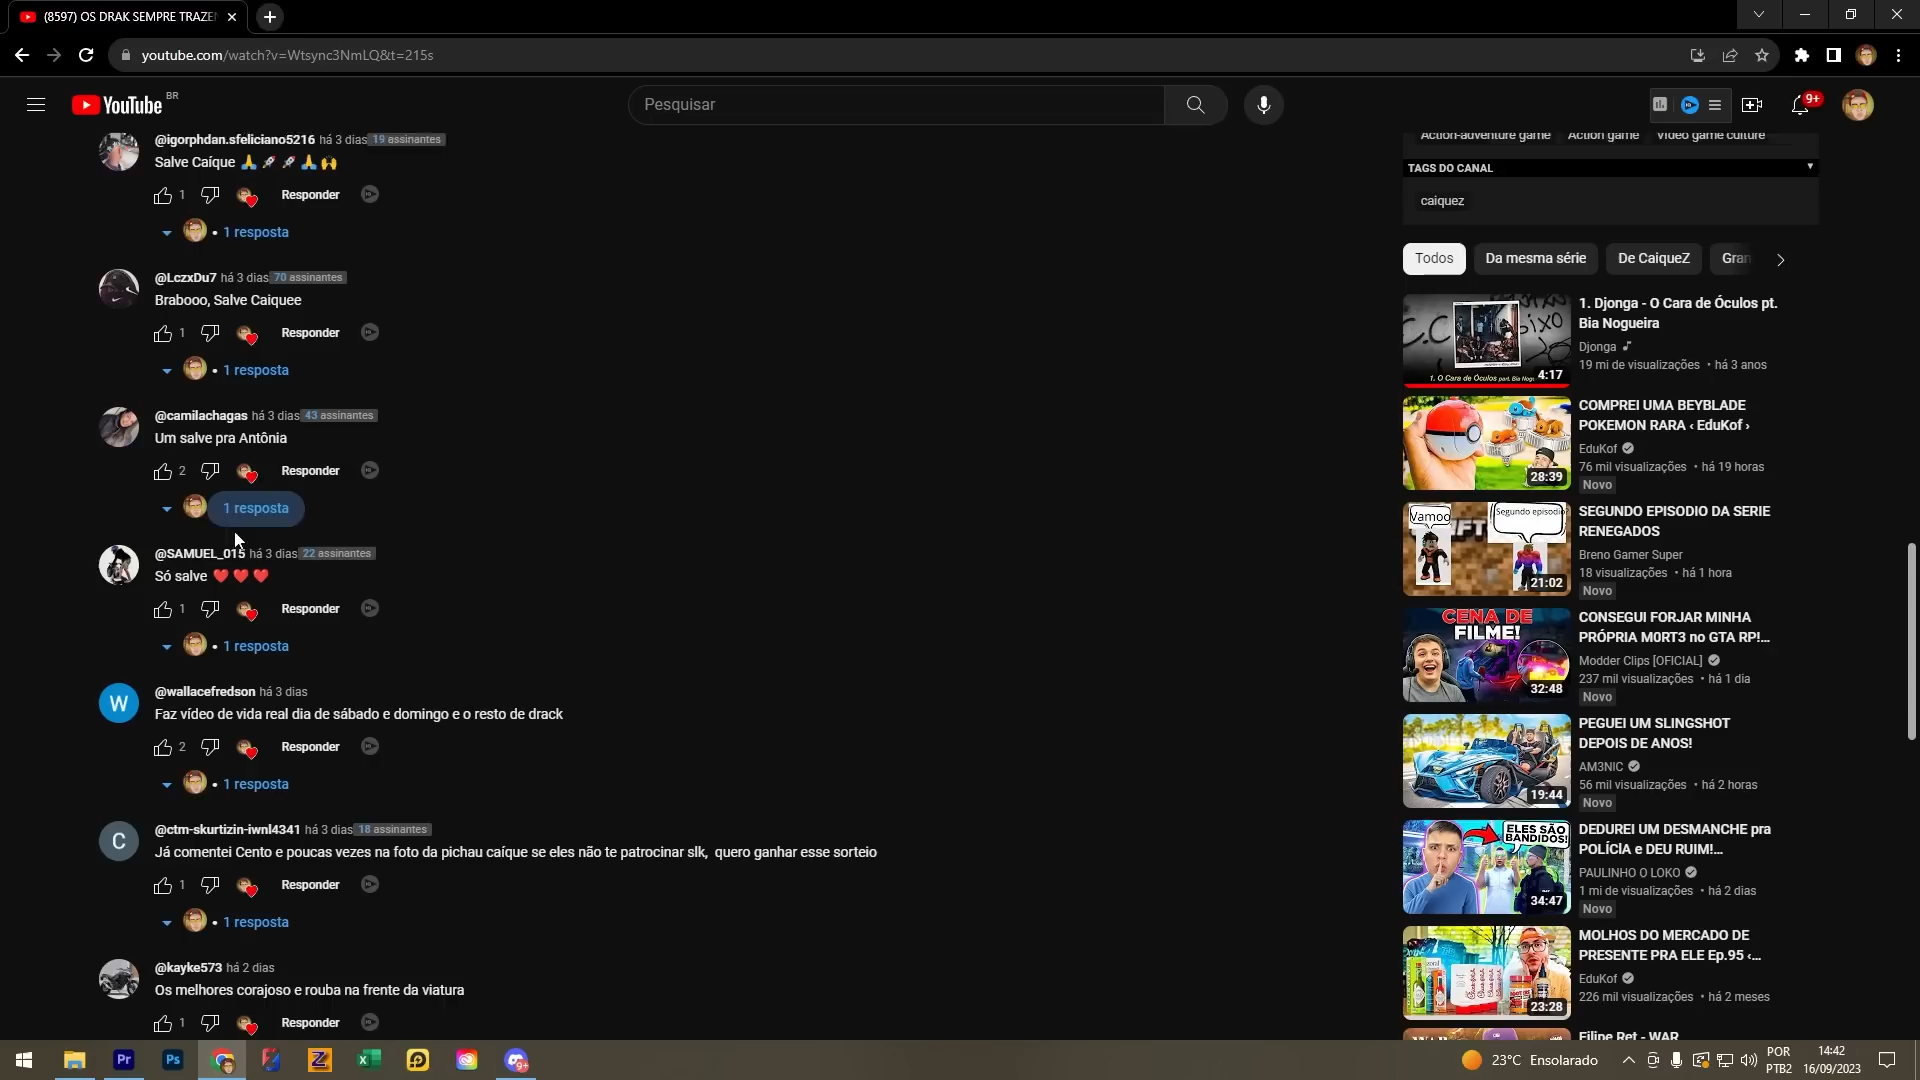 (8597) OS DRAK SEMPRE TRAZEN
youtube.com/watch?v=Wtsync3NmLQ&t=215s
YouTube BR
Pesquisar
9+
@igorphdan.sfeliciano5216 há 3 dias 19 assinantes
Salve Caíque 🙏🚀🚀🙏🙌
1 Responder
• 1 resposta
@LczxDu7 há 3 dias 70 assinantes
Brabooo, Salve Caiquee
1 Responder
• 1 resposta
@camilachagas há 3 dias 43 assinantes
Um salve pra Antônia
2 Responder
1 resposta
@SAMUEL_015 há 3 dias 22 assinantes
Só salve ❤️❤️❤️
1 Responder
• 1 resposta
W
@wallacefredson há 3 dias
Faz vídeo de vida real dia de sábado e domingo e o resto de drack
2 Responder
• 1 resposta
C
@ctm-skurtizin-iwnl4341 há 3 dias 18 assinantes
Já comentei Cento e poucas vezes na foto da pichau caíque se eles não te patrocinar slk, quero ganhar esse sorteio
1 Responder
• 1 resposta
@kayke573 há 2 dias
Os melhores corajoso e rouba na frente da viatura
1 Responder
Action-adventure game Action game Video game culture
TAGS DO CANAL
caiquez
Todos Da mesma série De CaiqueZ Gran
1. Djonga - O Cara de Óculos pt.
Bia Nogueira
Djonga
19 mi de visualizações • há 3 anos
4:17
COMPREI UMA BEYBLADE
POKEMON RARA ‹ EduKof ›
EduKof
76 mil visualizações • há 19 horas
Novo
28:39
Vamoo
Segundo episodio
SEGUNDO EPISODIO DA SERIE
RENEGADOS
Breno Gamer Super
18 visualizações • há 1 hora
Novo
21:02
CENA DE
FILME!
CONSEGUI FORJAR MINHA
PRÓPRIA M0RT3 no GTA RP!...
Modder Clips [OFICIAL]
237 mil visualizações • há 1 dia
Novo
32:48
PEGUEI UM SLINGSHOT
DEPOIS DE ANOS!
AM3NIC
56 mil visualizações • há 2 horas
Novo
19:44
ELES SÃO
BANDIDOS!
DEDUREI UM DESMANCHE pra
POLÍCIA e DEU RUIM!...
PAULINHO O LOKO
1 mi de visualizações • há 2 dias
Novo
34:47
MOLHOS DO MERCADO DE
PRESENTE PRA ELE Ep.95 ‹...
EduKof
226 mil visualizações • há 2 meses
23:28
Filipe Ret - WAR
Pr
Ps
9+
23°C Ensolarado
POR
PTB2
14:42
16/09/2023